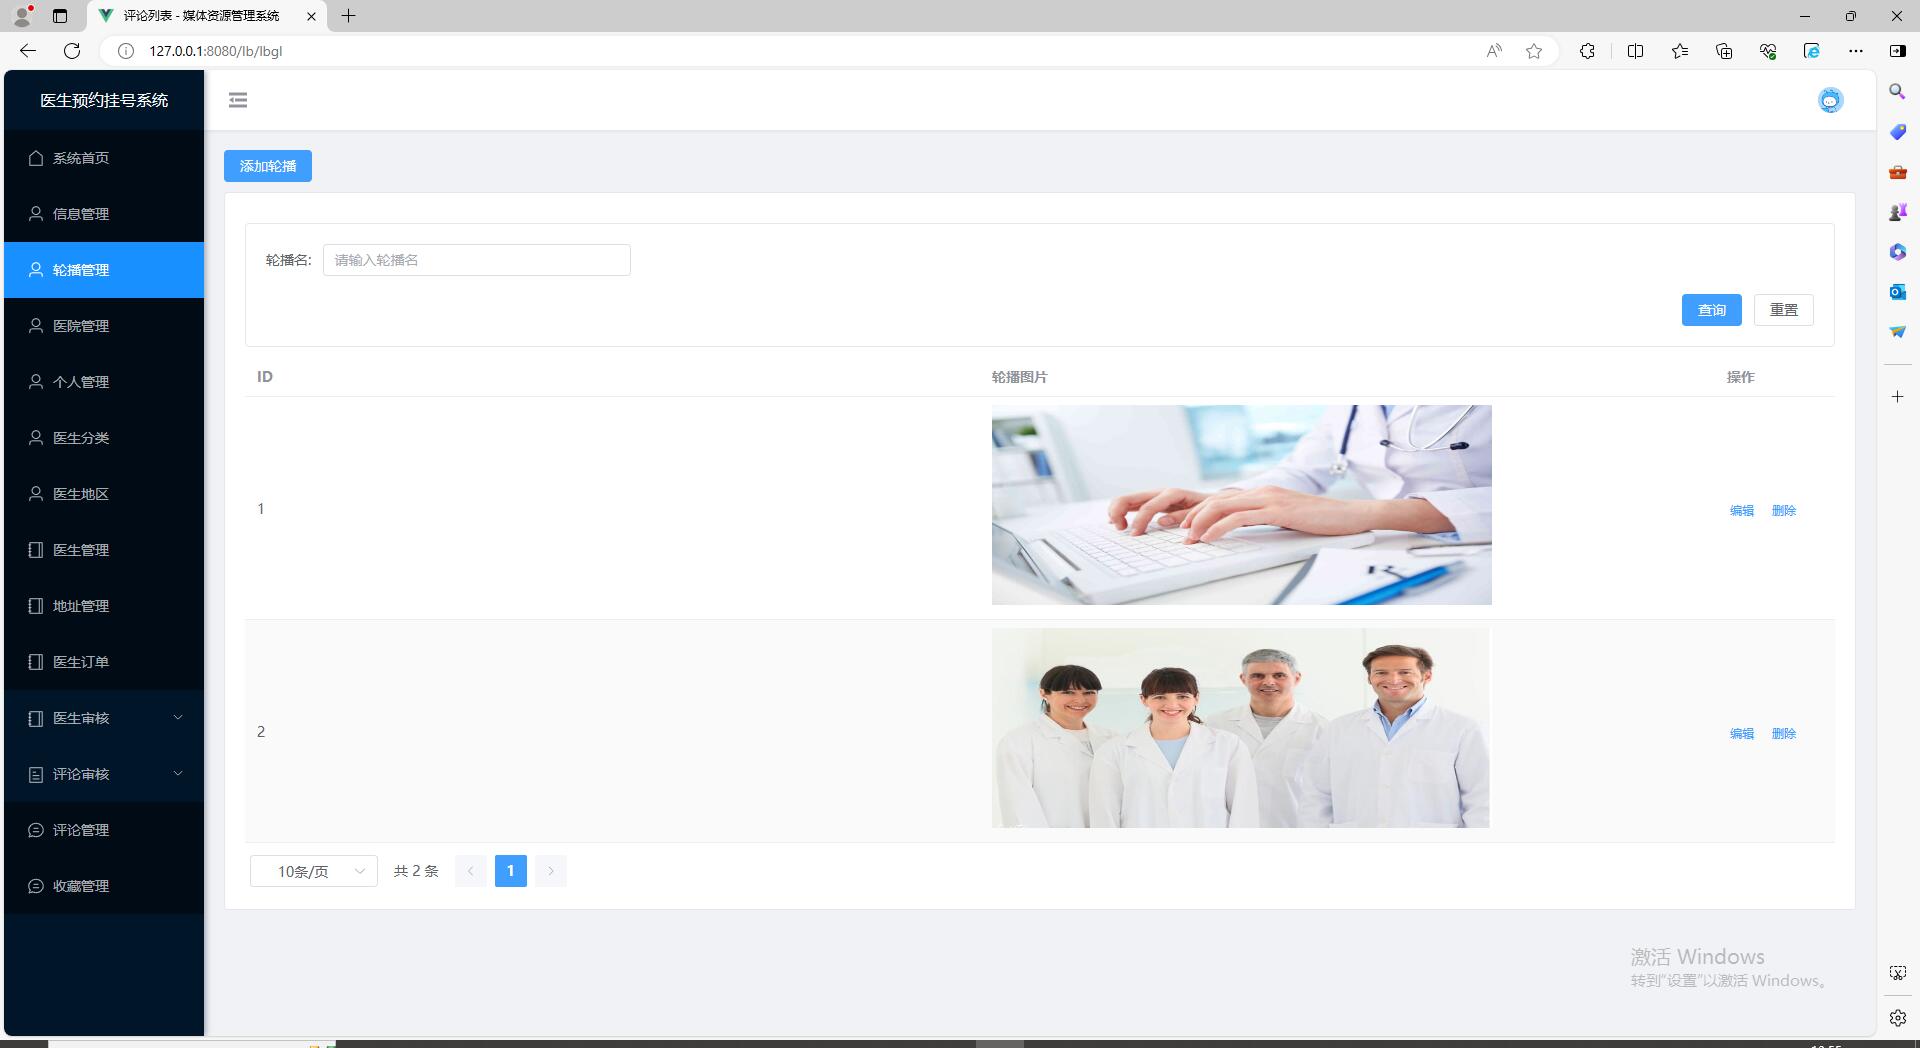 评论列表 - 媒体资源管理系统
127.0.0.1:8080/lb/lbgl
医生预约挂号系统
系统首页
信息管理
轮播管理
医院管理
个人管理
医生分类
医生地区
医生管理
地址管理
医生订单
医生审核
评论审核
评论管理
收藏管理
添加轮播
轮播名: 请输入轮播名
查询 重置
ID 轮播图片 操作
1 编辑 删除
2 编辑 删除
10条/页 共 2 条 1
激活 Windows
转到“设置”以激活 Windows。